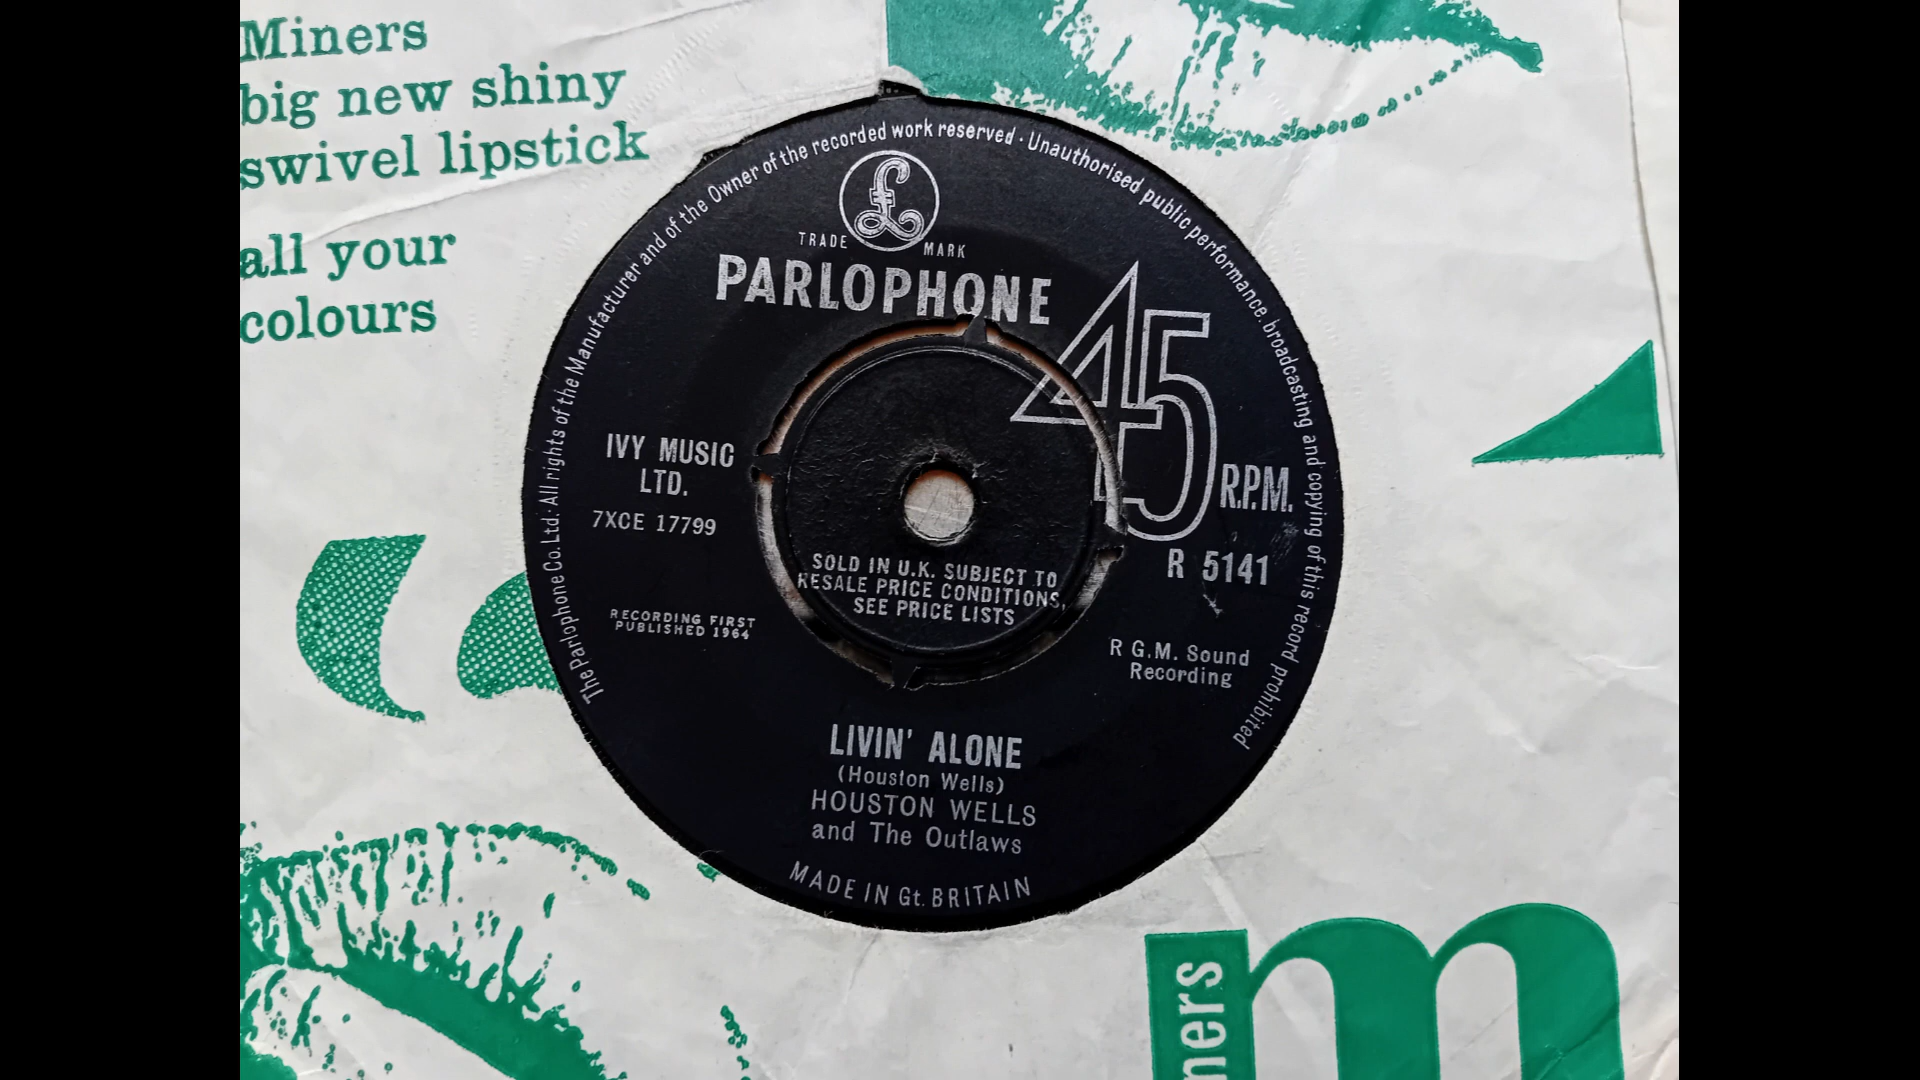 Miners
big new shiny
swivel lipstick
all your
colours
The Parlophone Co. Ltd. All rights of the Manufacturer and of the Owner of the recorded work reserved · Unauthorised public performance, broadcasting and copying of this record prohibited
£
TRADE MARK
PARLOPHONE
45
R.P.M.
IVY MUSIC
LTD.
7XCE 17799
R 5141
SOLD IN U.K. SUBJECT TO
RESALE PRICE CONDITIONS,
SEE PRICE LISTS
RECORDING FIRST
PUBLISHED 1964
R G.M. Sound
Recording
LIVIN' ALONE
(Houston Wells)
HOUSTON WELLS
and The Outlaws
MADE IN Gt. BRITAIN
m
ners